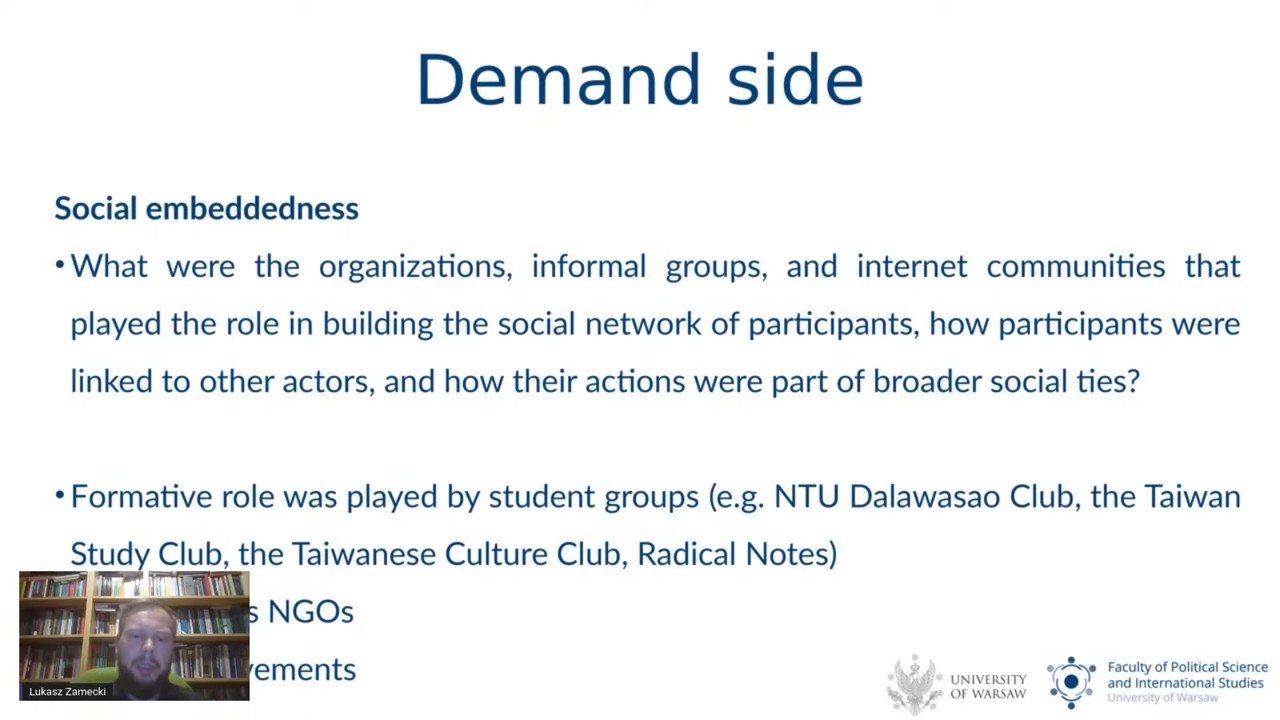 Demand side
Social embeddedness
•What were the organizations, informal groups, and internet communities that
played the role in building the social network of participants, how participants were
linked to other actors, and how their actions were part of broader social ties?
•Formative role was played by student groups (e.g. NTU Dalawasao Club, the Taiwan
Study Club, the Taiwanese Culture Club, Radical Notes)
NGOs
Lukasz Zamecki
UNIVERSITY
OF WARSAW
Faculty of Political Science
and International Studies
University of Warsaw